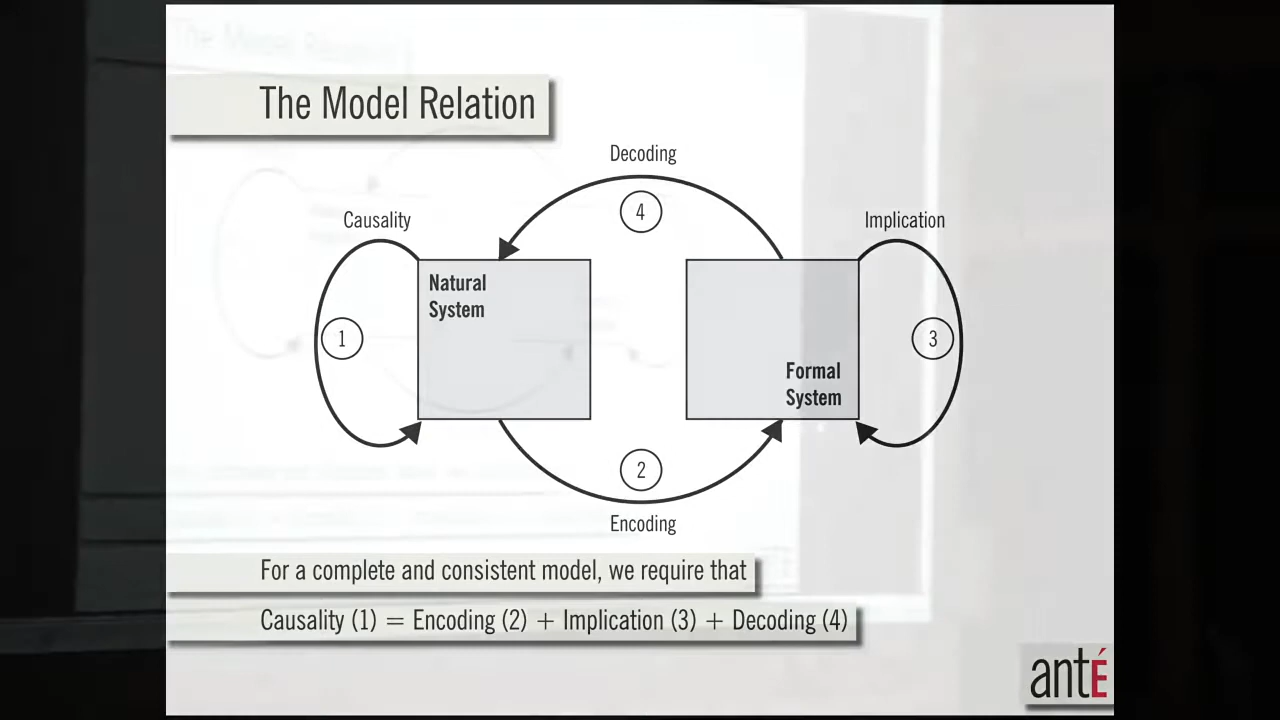 The Model Relation
Decoding
4
Causality
Implication
Natural
System
1
3
Formal
System
2
Encoding
For a complete and consistent model, we require that
Causality (1) = Encoding (2) + Implication (3) + Decoding (4)
antÉ